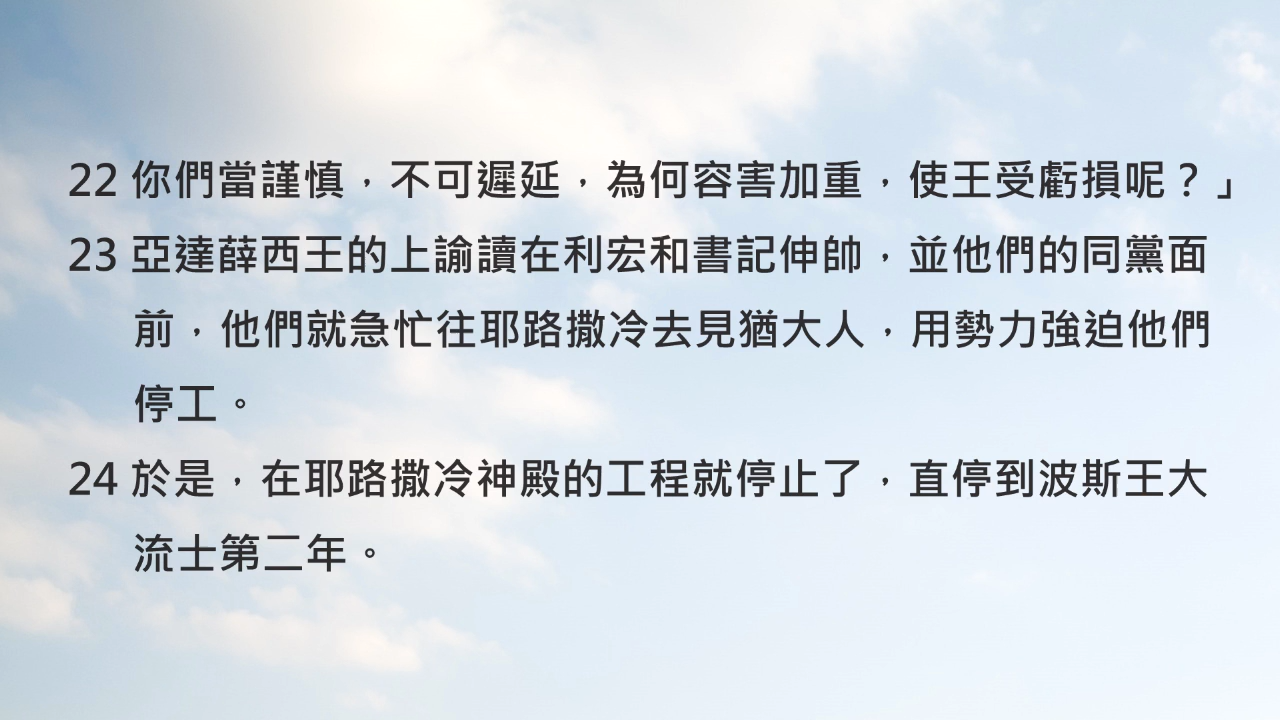 22 你們當謹慎，不可遲延，為何容害加重，使王受虧損呢？」
23 亞達薛西王的上諭讀在利宏和書記伸帥，並他們的同黨面
前，他們就急忙往耶路撒冷去見猶大人，用勢力強迫他們
停工。
24 於是，在耶路撒冷神殿的工程就停止了，直停到波斯王大
流士第二年。